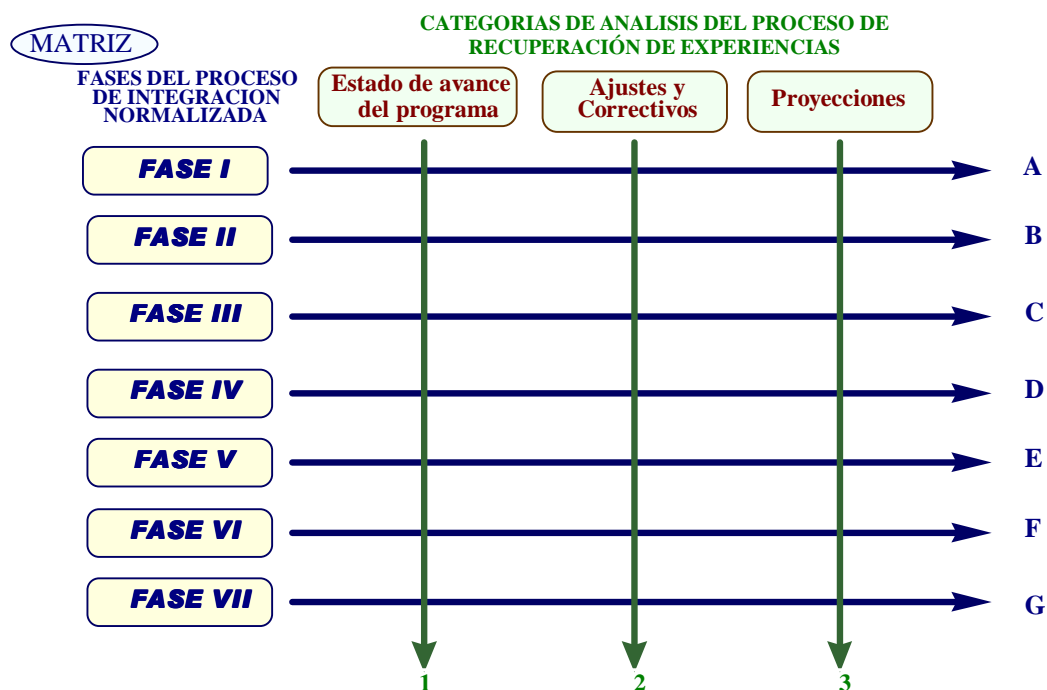 MATRIZ
CATEGORIAS DE ANALISIS DEL PROCESO DE
RECUPERACIÓN DE EXPERIENCIAS
FASES DEL PROCESO
DE INTEGRACION
NORMALIZADA
Estado de avance
del programa
Ajustes y
Correctivos
Proyecciones
FASE I
A
FASE II
B
FASE III
C
FASE IV
D
FASE V
E
FASE VI
F
FASE VII
G
1
2
3